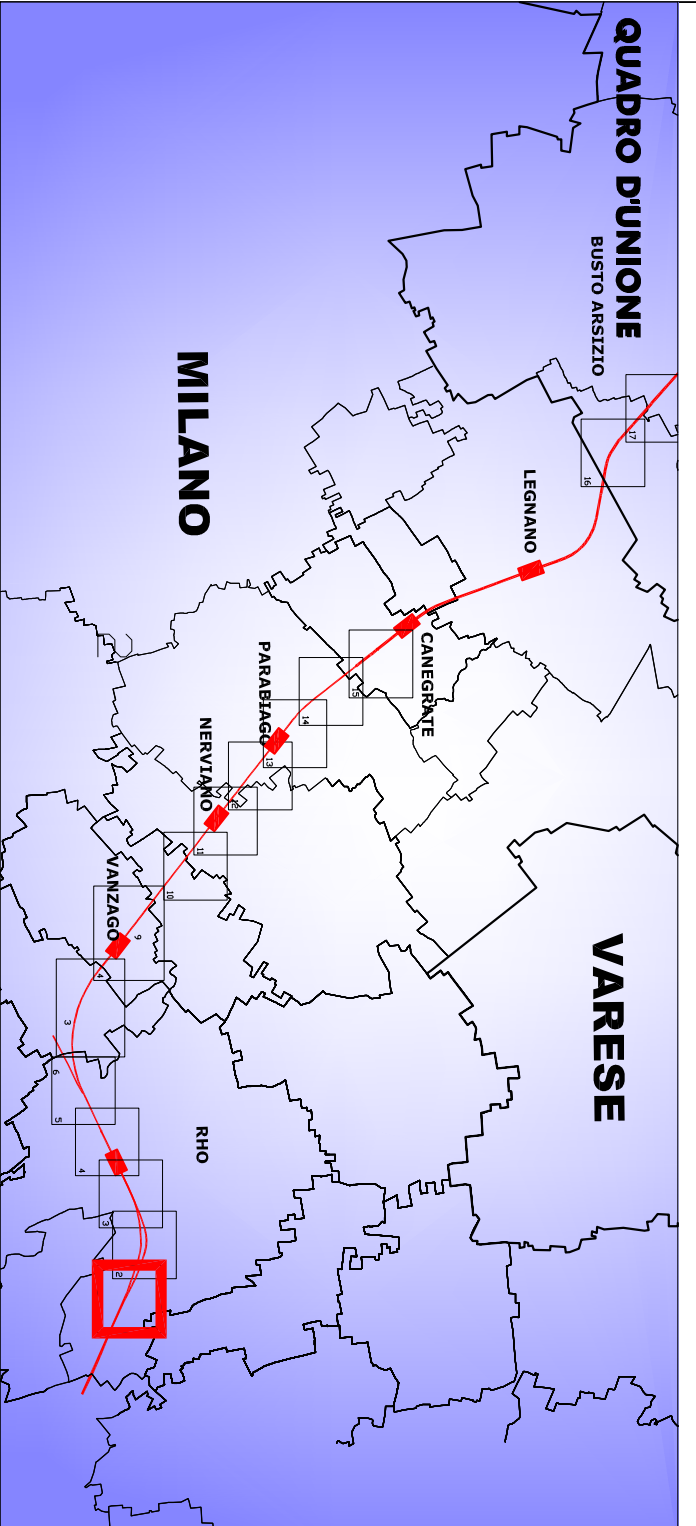 QUADRO D'UNIONE
BUSTO ARSIZIO
17
16
LEGNANO
MILANO
CANEGRATE
15
PARABIAGO
14
13
NERVIANO
12
11
10
VANZAGO
9
4
3
6
5
4
RHO
3
2
VARESE